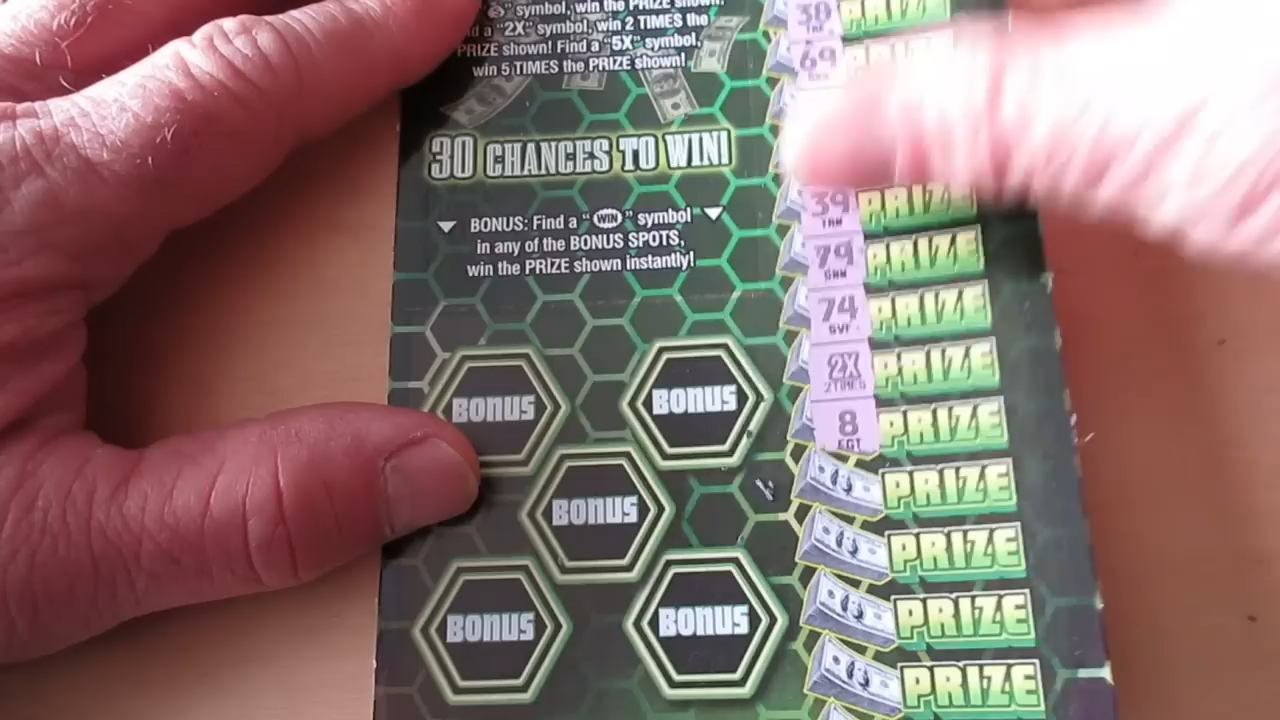 symbol, win the PRIZE shown.
a "2X" symbol, win 2 TIMES the
PRIZE shown! Find a "5X" symbol,
win 5 TIMES the PRIZE shown!
30 CHANCES TO WIN!
BONUS: Find a "WIN" symbol
in any of the BONUS SPOTS,
win the PRIZE shown instantly!
BONUS
BONUS
BONUS
BONUS
BONUS
PRIZE
69
39 PRIZE
79 PRIZE
74 PRIZE
2X PRIZE
2TIMES
8 PRIZE
EGT
PRIZE
PRIZE
PRIZE
PRIZE